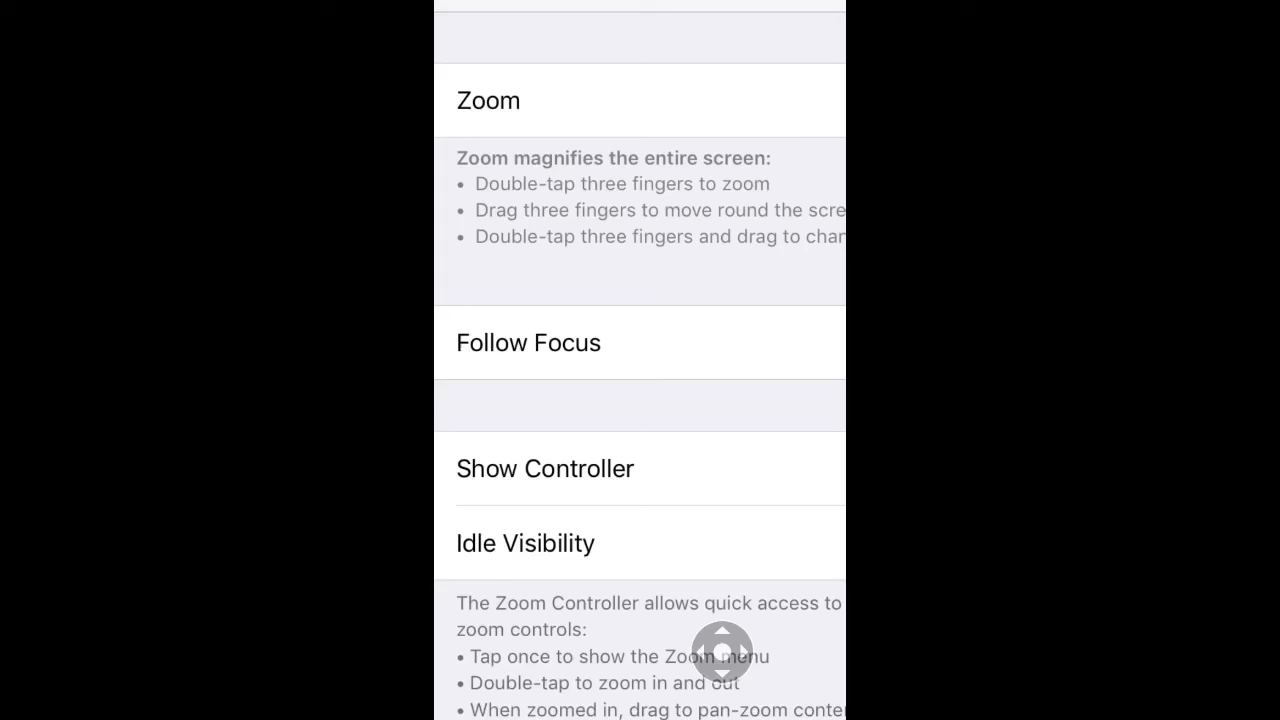 Zoom
Zoom magnifies the entire screen:
• Double-tap three fingers to zoom
• Drag three fingers to move round the scre
• Double-tap three fingers and drag to char
Follow Focus
Show Controller
Idle Visibility
The Zoom Controller allows quick access to
zoom controls:
• Tap once to show the Zoom menu
• Double-tap to zoom in and out
• When zoomed in, drag to pan-zoom conte